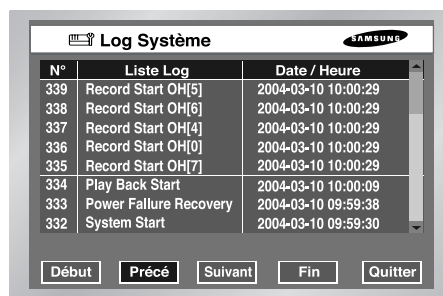 Log Système
SAMSUNG
N° Liste Log Date / Heure
339 Record Start OH[5] 2004-03-10 10:00:29
338 Record Start OH[6] 2004-03-10 10:00:29
337 Record Start OH[4] 2004-03-10 10:00:29
336 Record Start OH[0] 2004-03-10 10:00:29
335 Record Start OH[7] 2004-03-10 10:00:29
334 Play Back Start 2004-03-10 10:00:09
333 Power Failure Recovery 2004-03-10 09:59:38
332 System Start 2004-03-10 09:59:30
Début Précé Suivant Fin Quitter